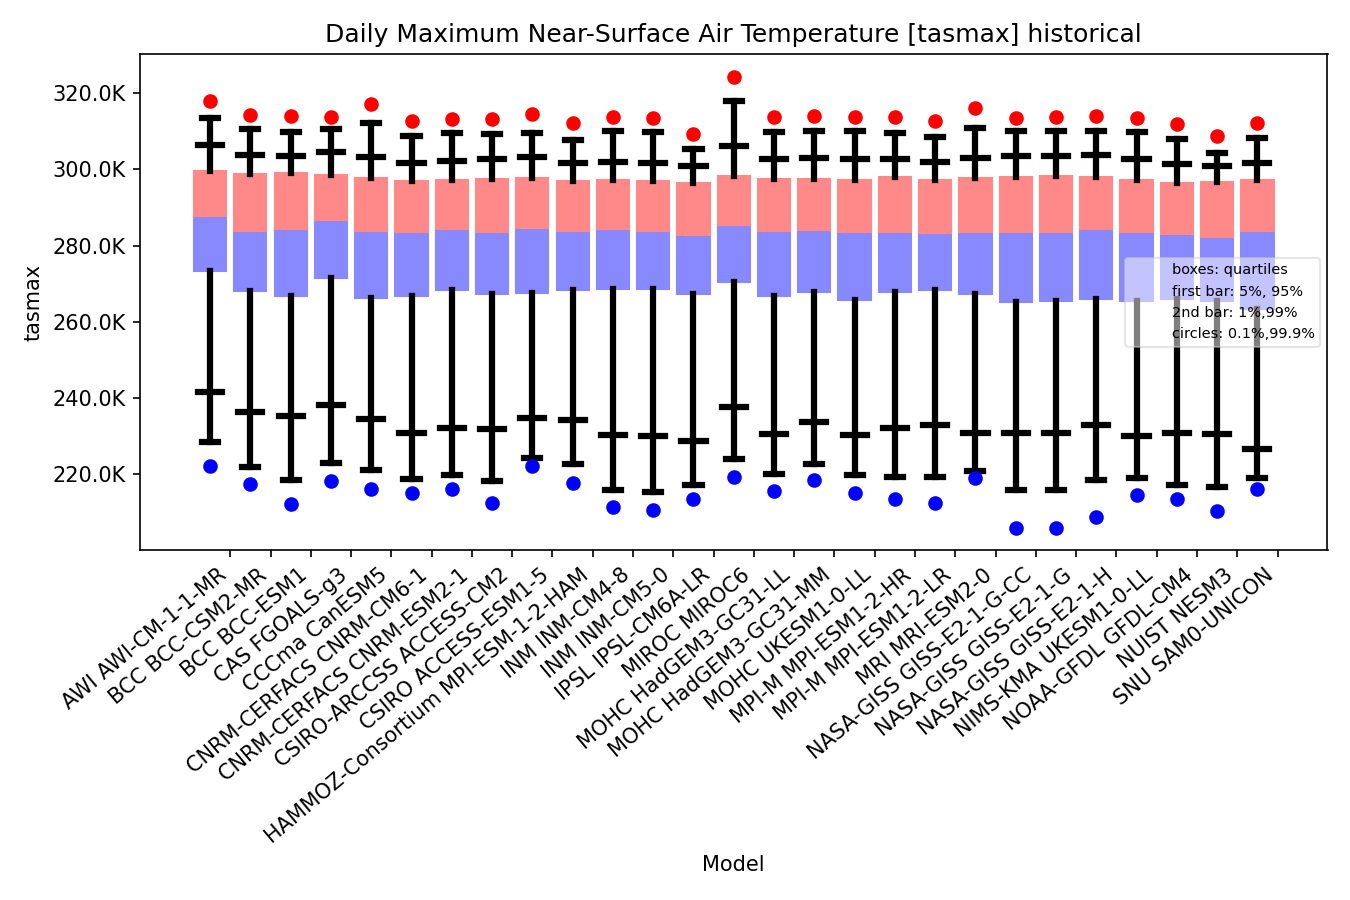 Daily Maximum Near-Surface Air Temperature [tasmax] historical
320.0K
300.0K
280.0K
260.0K
240.0K
220.0K
tasmax
boxes: quartiles
first bar: 5%, 95%
2nd bar: 1%,99%
circles: 0.1%,99.9%
AWI AWI-CM-1-1-MR
BCC BCC-CSM2-MR
BCC BCC-ESM1
CAS FGOALS-g3
CCCma CanESM5
CNRM-CERFACS CNRM-CM6-1
CNRM-CERFACS CNRM-ESM2-1
CSIRO-ARCCSS ACCESS-CM2
CSIRO ACCESS-ESM1-5
HAMMOZ-Consortium MPI-ESM-1-2-HAM
INM INM-CM4-8
INM INM-CM5-0
IPSL IPSL-CM6A-LR
MIROC MIROC6
MOHC HadGEM3-GC31-LL
MOHC HadGEM3-GC31-MM
MOHC UKESM1-0-LL
MPI-M MPI-ESM1-2-HR
MPI-M MPI-ESM1-2-LR
MRI MRI-ESM2-0
NASA-GISS GISS-E2-1-G-CC
NASA-GISS GISS-E2-1-G
NASA-GISS GISS-E2-1-H
NIMS-KMA UKESM1-0-LL
NOAA-GFDL GFDL-CM4
NUIST NESM3
SNU SAM0-UNICON
Model